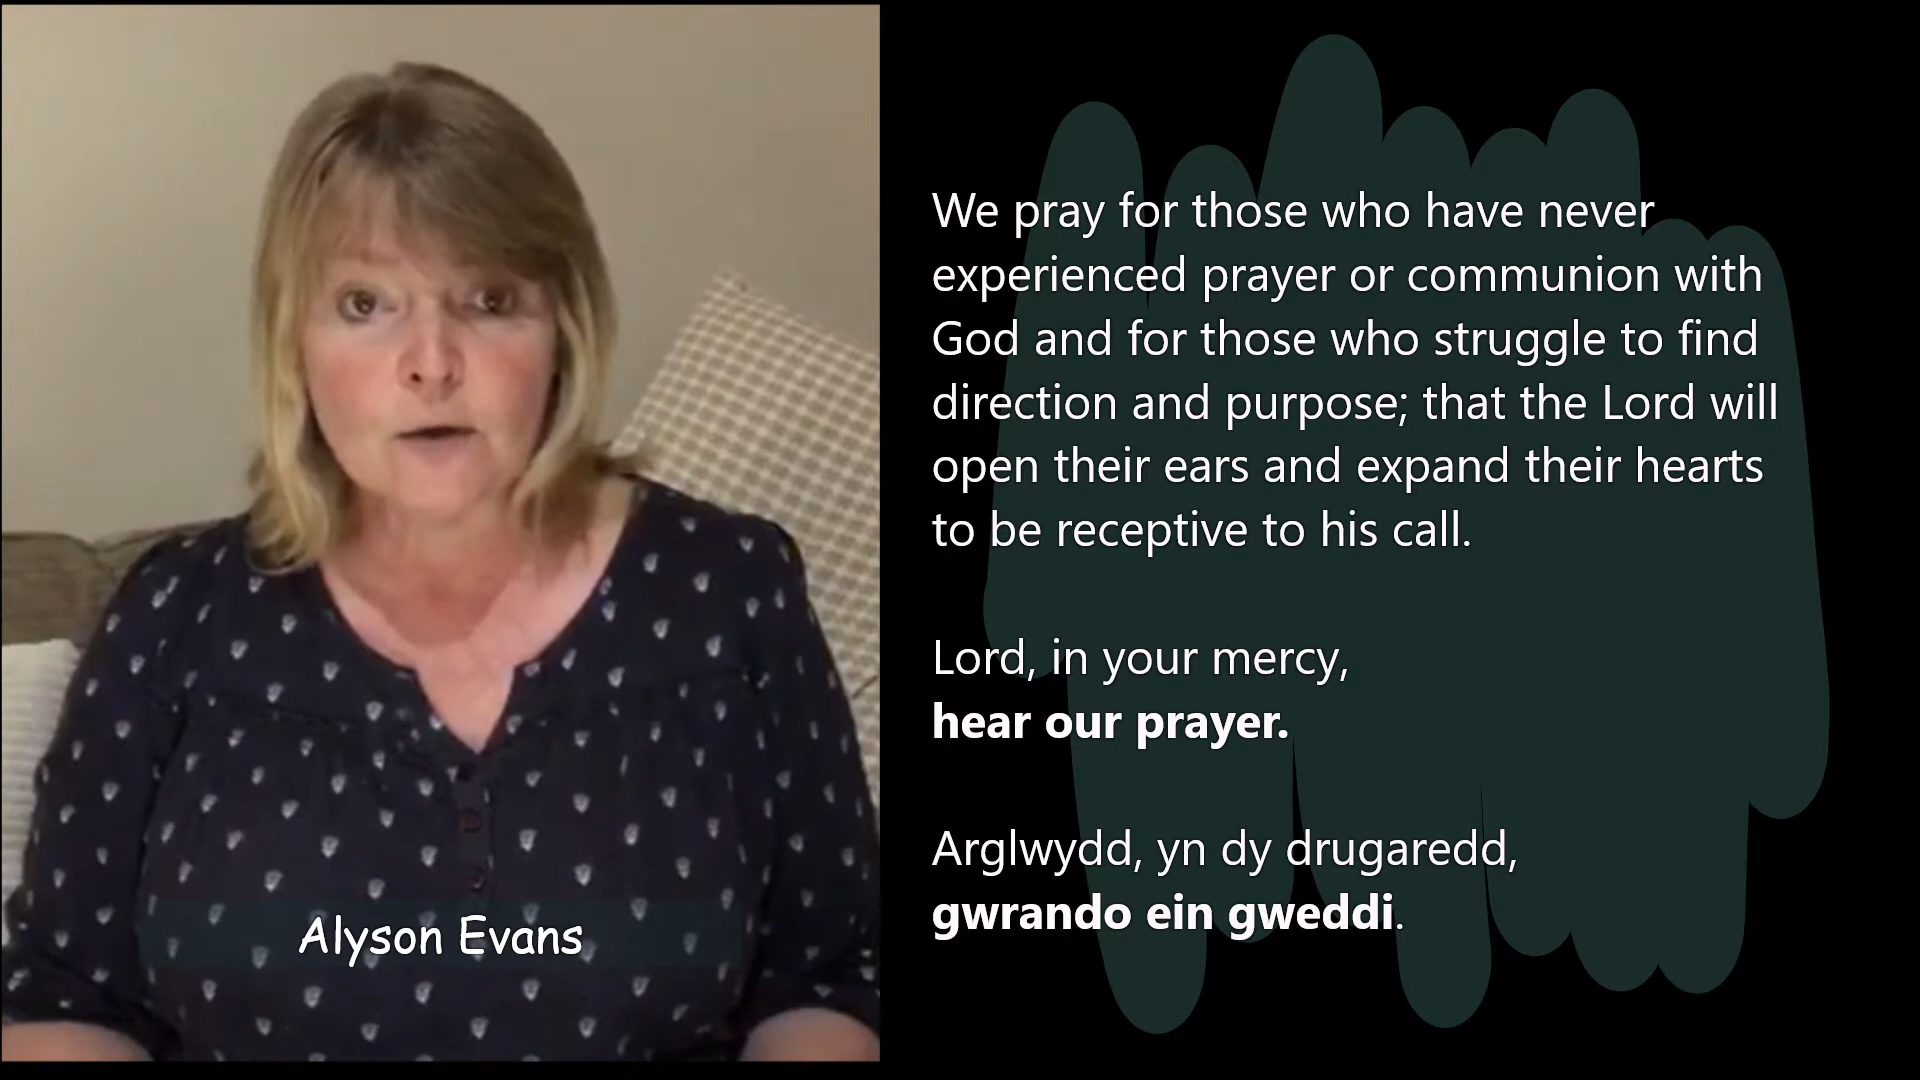 We pray for those who have never
experienced prayer or communion with
God and for those who struggle to find
direction and purpose; that the Lord will
open their ears and expand their hearts
to be receptive to his call.
Lord, in your mercy,
hear our prayer.
Arglwydd, yn dy drugaredd,
gwrando ein gweddi.
Alyson Evans